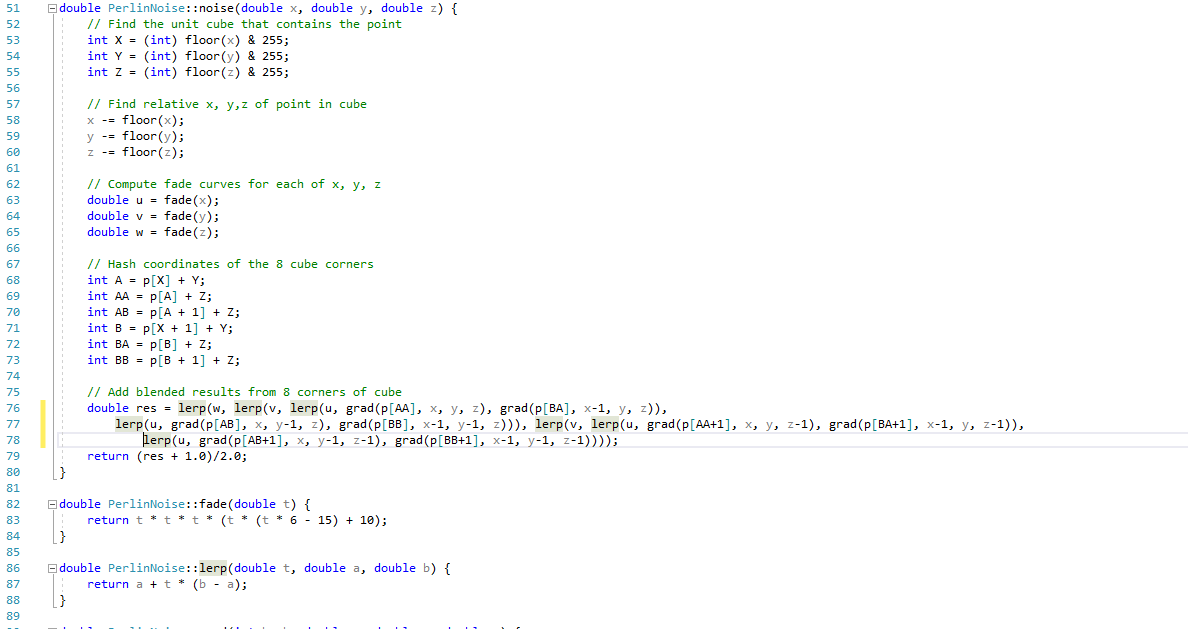 51 double PerlinNoise::noise(double x, double y, double z) {
52     // Find the unit cube that contains the point
53     int X = (int) floor(x) & 255;
54     int Y = (int) floor(y) & 255;
55     int Z = (int) floor(z) & 255;
56
57     // Find relative x, y,z of point in cube
58     x -= floor(x);
59     y -= floor(y);
60     z -= floor(z);
61
62     // Compute fade curves for each of x, y, z
63     double u = fade(x);
64     double v = fade(y);
65     double w = fade(z);
66
67     // Hash coordinates of the 8 cube corners
68     int A = p[X] + Y;
69     int AA = p[A] + Z;
70     int AB = p[A + 1] + Z;
71     int B = p[X + 1] + Y;
72     int BA = p[B] + Z;
73     int BB = p[B + 1] + Z;
74
75     // Add blended results from 8 corners of cube
76     double res = lerp(w, lerp(v, lerp(u, grad(p[AA], x, y, z), grad(p[BA], x-1, y, z)),
77         lerp(u, grad(p[AB], x, y-1, z), grad(p[BB], x-1, y-1, z))), lerp(v, lerp(u, grad(p[AA+1], x, y, z-1), grad(p[BA+1], x-1, y, z-1)),
78             lerp(u, grad(p[AB+1], x, y-1, z-1), grad(p[BB+1], x-1, y-1, z-1))));
79     return (res + 1.0)/2.0;
80 }
81
82 double PerlinNoise::fade(double t) {
83     return t * t * t * (t * (t * 6 - 15) + 10);
84 }
85
86 double PerlinNoise::lerp(double t, double a, double b) {
87     return a + t * (b - a);
88 }
89